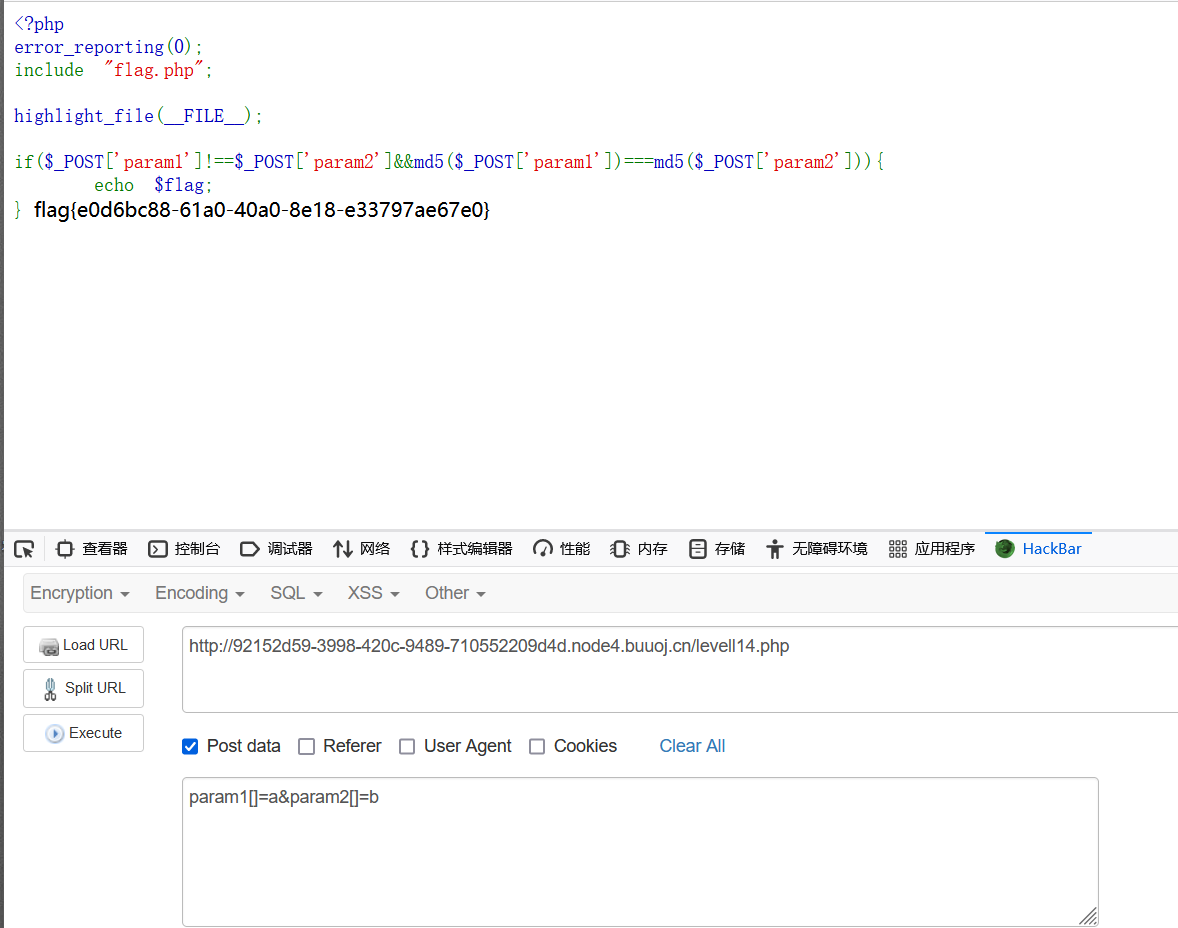 <?php
error_reporting(0);
include "flag.php";
highlight_file(__FILE__);
if($_POST['param1']!==$_POST['param2']&&md5($_POST['param1'])===md5($_POST['param2'])){
echo $flag;
} flag{e0d6bc88-61a0-40a0-8e18-e33797ae67e0}
查看器 控制台 调试器 网络 样式编辑器 性能 内存 存储 无障碍环境 应用程序 HackBar
Encryption Encoding SQL XSS Other
Load URL http://92152d59-3998-420c-9489-710552209d4d.node4.buuoj.cn/levell14.php
Split URL
Execute
Post data Referer User Agent Cookies Clear All
param1[]=a&param2[]=b